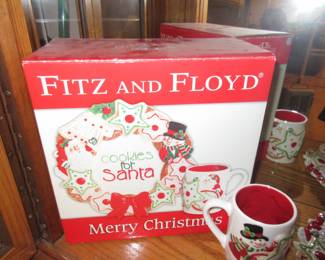 FITZ AND FLOYD®
cookies
for
Santa
Merry Christmas